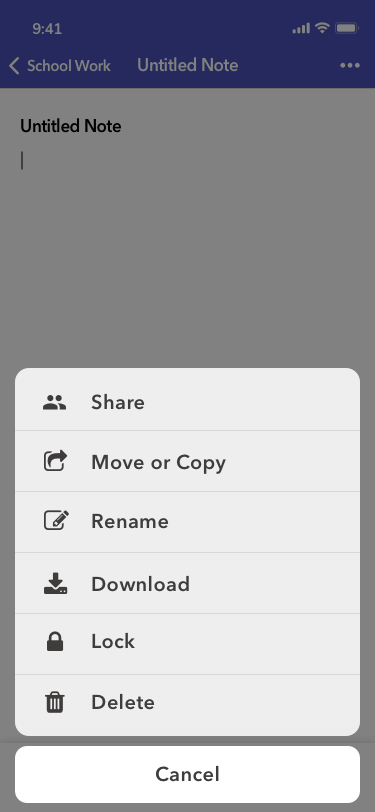 9:41
School Work Untitled Note
Untitled Note
Share
Move or Copy
Rename
Download
Lock
Delete
Cancel